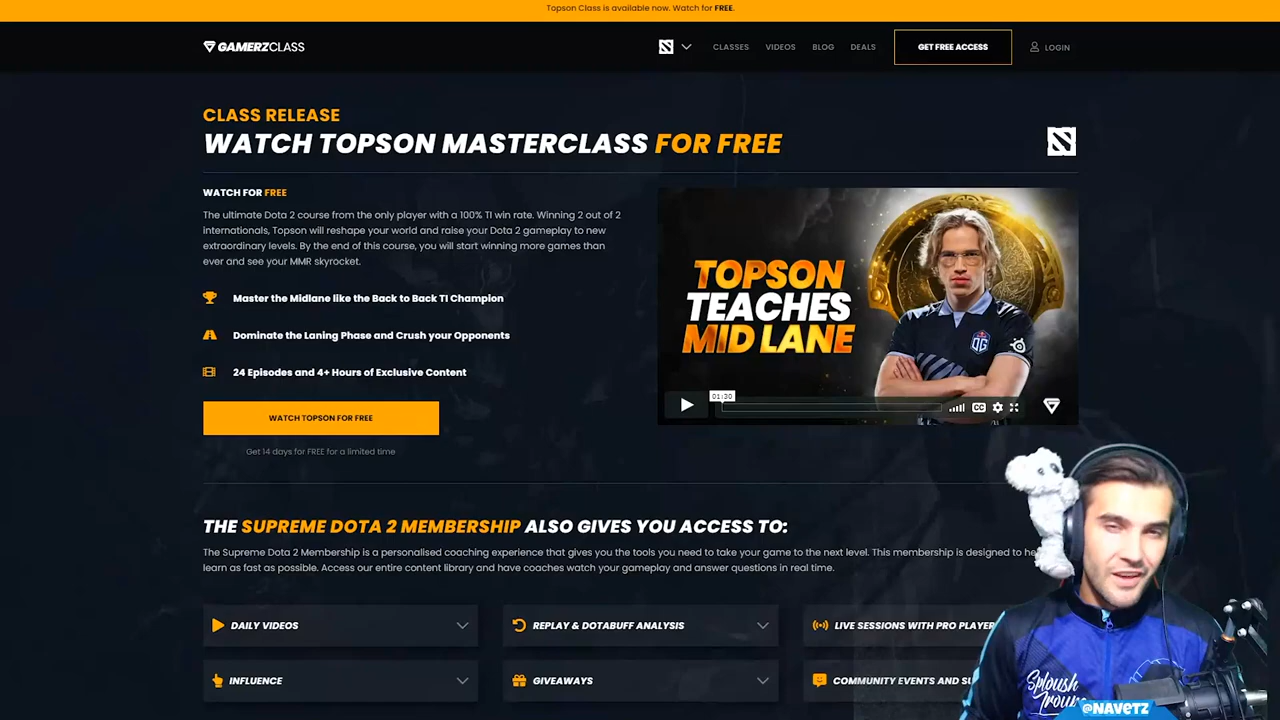 Topson Class is available now. Watch for FREE.
GAMERZCLASS
CLASSES
VIDEOS
BLOG
DEALS
GET FREE ACCESS
LOGIN
CLASS RELEASE
WATCH TOPSON MASTERCLASS FOR FREE
WATCH FOR FREE
The ultimate Dota 2 course from the only player with a 100% TI win rate. Winning 2 out of 2
internationals, Topson will reshape your world and raise your Dota 2 gameplay to new
extraordinary levels. By the end of this course, you will start winning more games than
ever and see your MMR skyrocket.
Master the Midlane like the Back to Back TI Champion
Dominate the Laning Phase and Crush your Opponents
24 Episodes and 4+ Hours of Exclusive Content
WATCH TOPSON FOR FREE
Get 14 days for FREE for a limited time
TOPSON
TEACHES
MID LANE
OG
01:30
CC
THE SUPREME DOTA 2 MEMBERSHIP ALSO GIVES YOU ACCESS TO:
The Supreme Dota 2 Membership is a personalised coaching experience that gives you the tools you need to take your game to the next level. This membership is designed to he
learn as fast as possible. Access our entire content library and have coaches watch your gameplay and answer questions in real time.
DAILY VIDEOS
REPLAY & DOTABUFF ANALYSIS
LIVE SESSIONS WITH PRO PLAYER
INFLUENCE
GIVEAWAYS
COMMUNITY EVENTS AND SU
Sploush
@NAVETZ